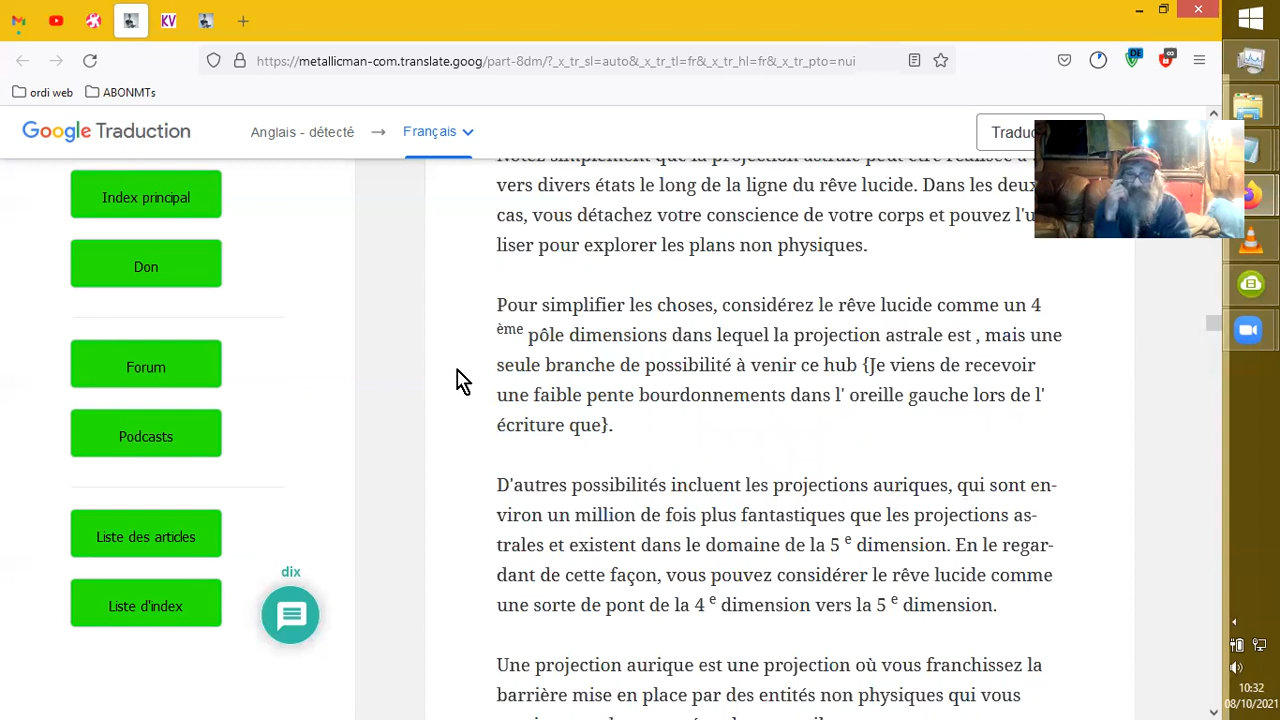 KV
https://metallicman-com.translate.goog/part-8dm/?_x_tr_sl=auto&_x_tr_tl=fr&_x_tr_hl=fr&_x_tr_pto=nui
DE
ordi web
ABONMTs
Google Traduction
Anglais - détecté
Français
Index principal
Don
Forum
Podcasts
Liste des articles
Liste d'index
dix
vers divers états le long de la ligne du rêve lucide. Dans les deux
cas, vous détachez votre conscience de votre corps et pouvez l'u
liser pour explorer les plans non physiques.
Pour simplifier les choses, considérez le rêve lucide comme un 4
ème pôle dimensions dans lequel la projection astrale est , mais une
seule branche de possibilité à venir ce hub {Je viens de recevoir
une faible pente bourdonnements dans l' oreille gauche lors de l'
écriture que}.
D'autres possibilités incluent les projections auriques, qui sont en-
viron un million de fois plus fantastiques que les projections as-
trales et existent dans le domaine de la 5 e dimension. En le regar-
dant de cette façon, vous pouvez considérer le rêve lucide comme
une sorte de pont de la 4 e dimension vers la 5 e dimension.
Une projection aurique est une projection où vous franchissez la
barrière mise en place par des entités non physiques qui vous
10:32
08/10/2021